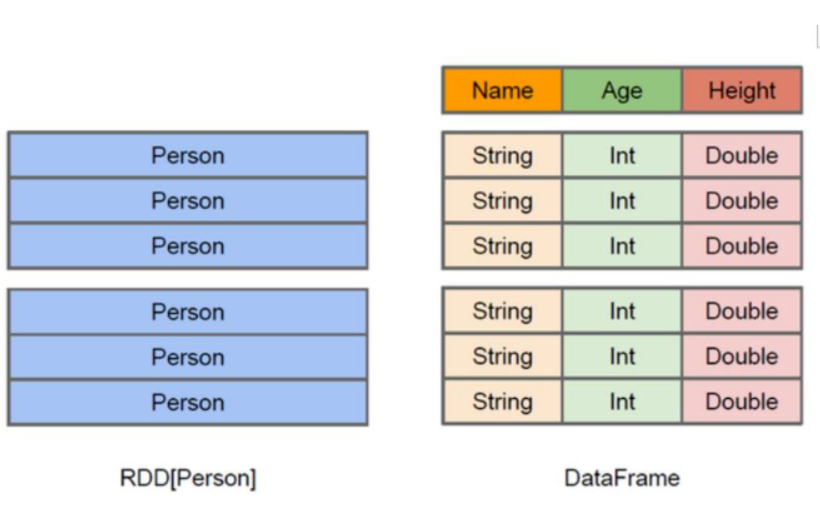 Name Age Height
Person String Int Double
Person String Int Double
Person String Int Double
Person String Int Double
Person String Int Double
Person String Int Double
RDD[Person] DataFrame